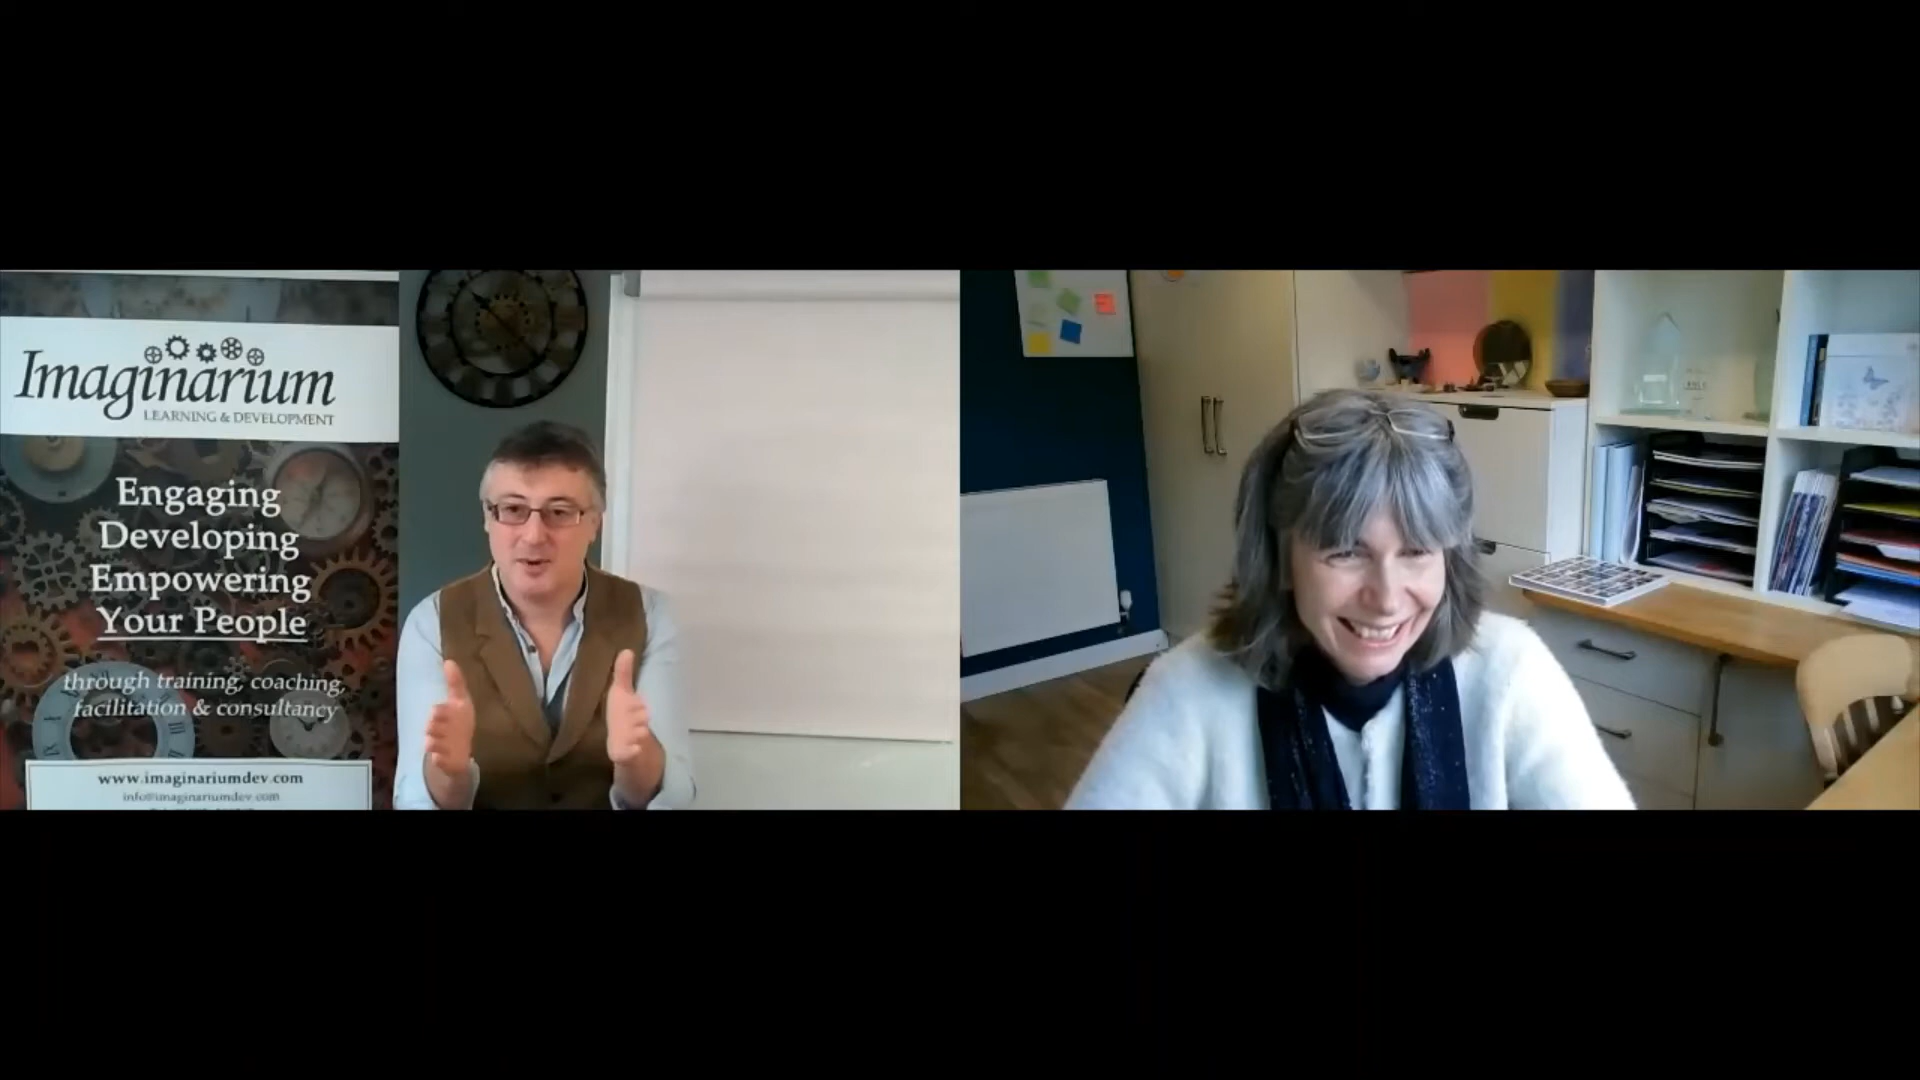 Imaginarium
LEARNING & DEVELOPMENT
Engaging
Developing
Empowering
Your People
through training, coaching,
facilitation & consultancy
www.imaginariumdev.com
info@imaginariumdev.com